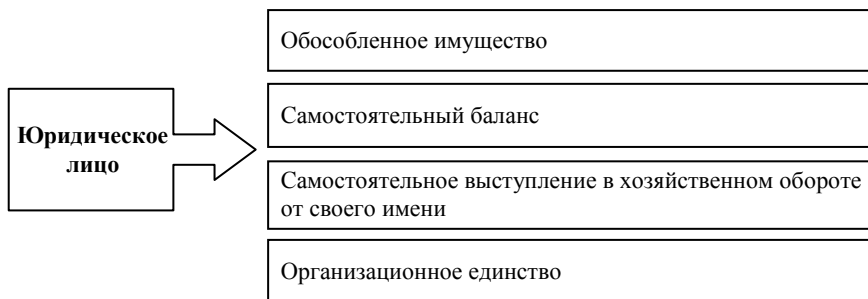 Юридическое
лицо
Обособленное имущество
Самостоятельный баланс
Самостоятельное выступление в хозяйственном обороте
от своего имени
Организационное единство